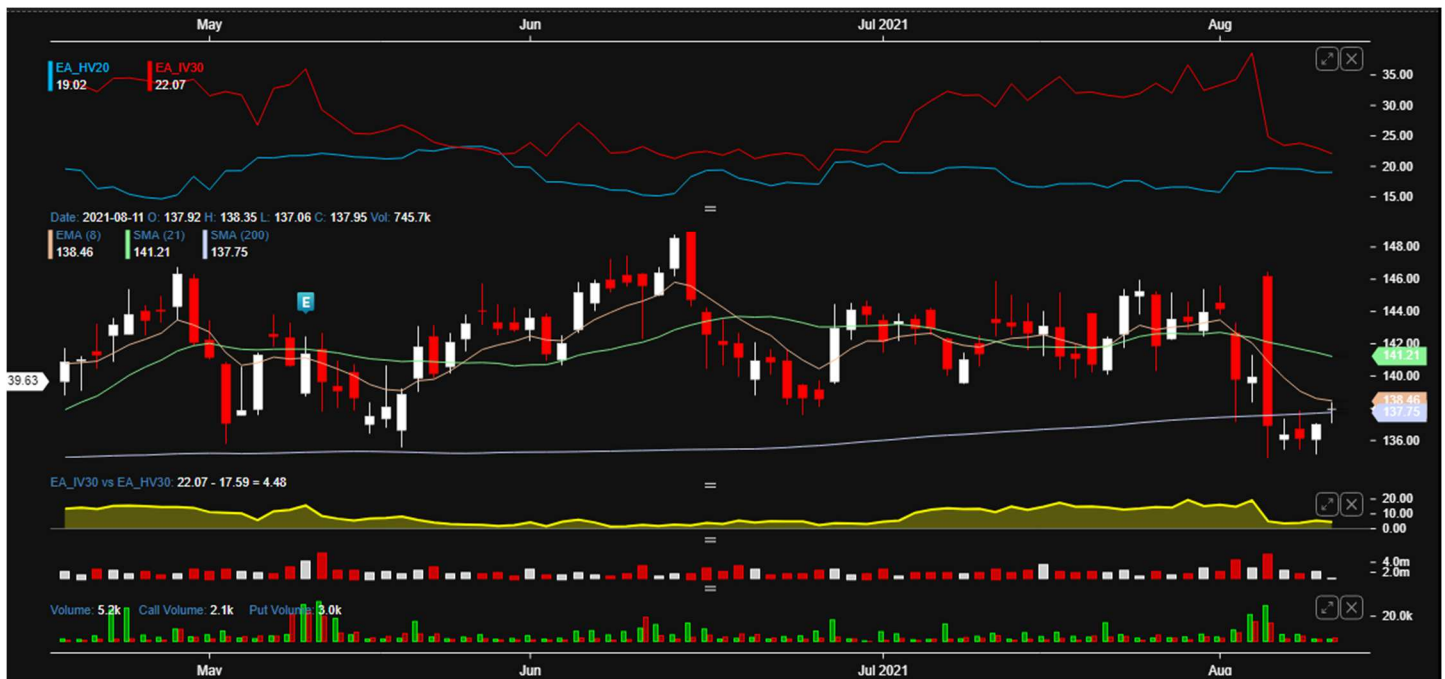 May Jun Jul 2021 Aug
EA_HV20 EA_IV30
19.02 22.07
35.00
30.00
25.00
20.00
15.00
Date: 2021-08-11 O: 137.92 H: 138.35 L: 137.06 C: 137.95 Vol: 745.7k
EMA (8) SMA (21) SMA (200)
138.46 141.21 137.75
148.00
146.00
E
144.00
142.00
141.21
140.00
39.63
138.46
137.75
136.00
EA_IV30 vs EA_HV30: 22.07 - 17.59 = 4.48
20.00
10.00
0.00
4.0m
2.0m
Volume: 5.2k Call Volume: 2.1k Put Volume: 3.0k
20.0k
May Jun Jul 2021 Aug